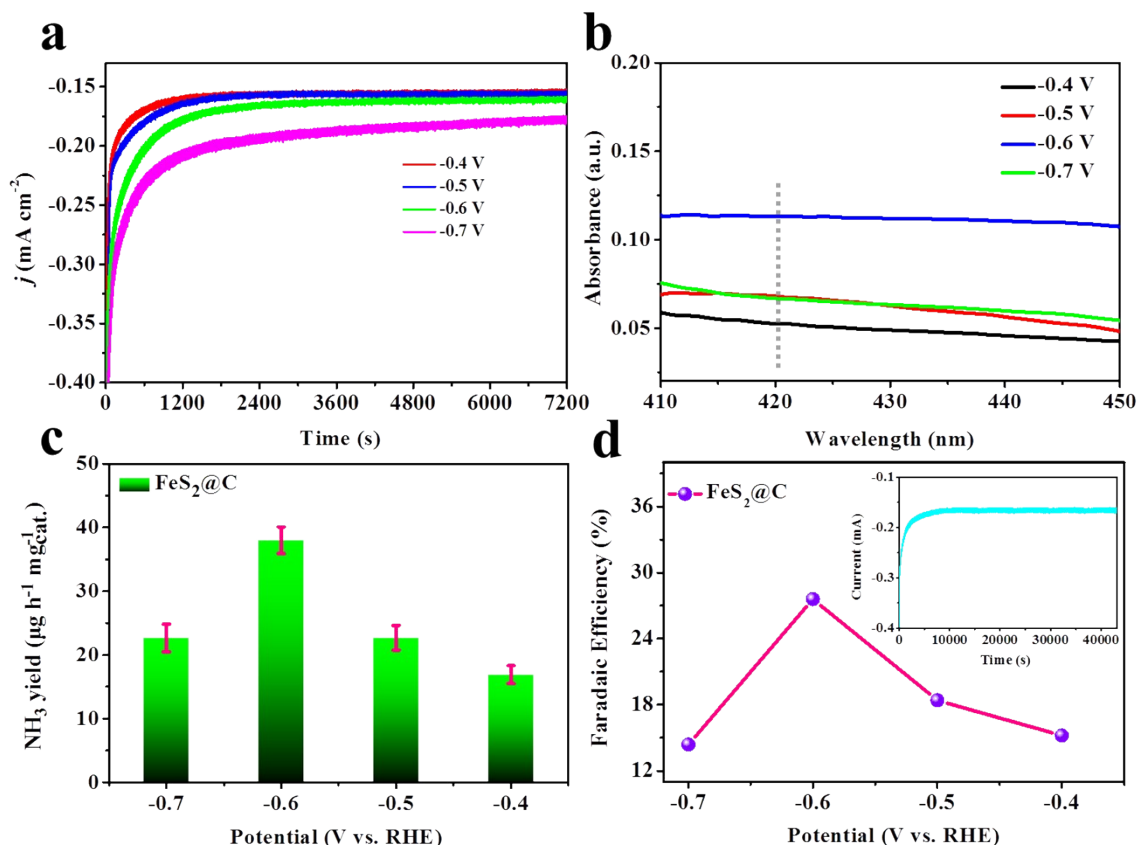 a
-0.15
-0.20
-0.25
-0.30
-0.35
-0.40
j (mA cm-2)
-0.4 V
-0.5 V
-0.6 V
-0.7 V
0 1200 2400 3600 4800 6000 7200
Time (s)
b
0.20
0.15
0.10
0.05
Absorbance (a.u.)
-0.4 V
-0.5 V
-0.6 V
-0.7 V
410 420 430 440 450
Wavelength (nm)
c
50
40
30
20
10
0
NH3 yield (µg h-1 mg-1cat.)
FeS2@C
-0.7 -0.6 -0.5 -0.4
Potential (V vs. RHE)
d
36
30
24
18
12
Faradaic Efficiency (%)
FeS2@C
-0.1
-0.2
-0.3
-0.4
Current (mA)
0 10000 20000 30000 40000
Time (s)
-0.7 -0.6 -0.5 -0.4
Potential (V vs. RHE)